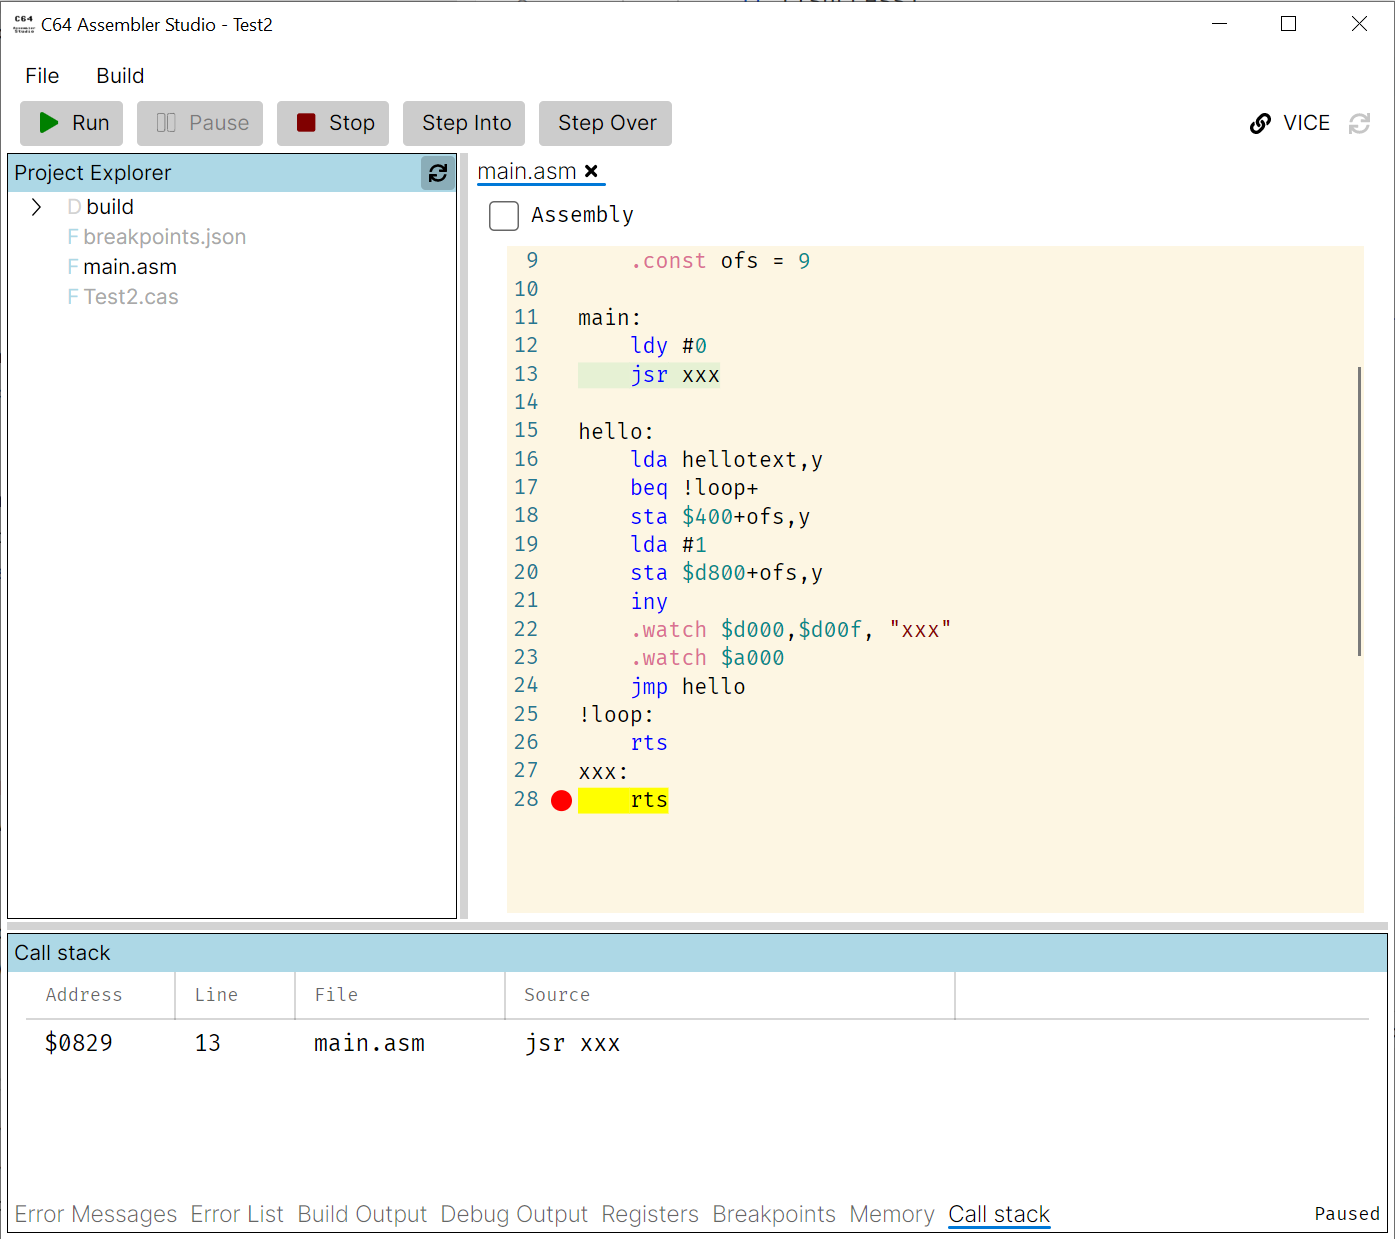 C64 Assembler Studio - Test2
File Build
Run Pause Stop Step Into Step Over VICE
Project Explorer
main.asm
D build
F breakpoints.json
F main.asm
F Test2.cas
Assembly
9 .const ofs = 9
10
11 main:
12 ldy #0
13 jsr xxx
14
15 hello:
16 lda hellotext,y
17 beq !loop+
18 sta $400+ofs,y
19 lda #1
20 sta $d800+ofs,y
21 iny
22 .watch $d000,$d00f, "xxx"
23 .watch $a000
24 jmp hello
25 !loop:
26 rts
27 xxx:
28 rts
Call stack
Address Line File Source
$0829 13 main.asm jsr xxx
Error Messages Error List Build Output Debug Output Registers Breakpoints Memory Call stack Paused